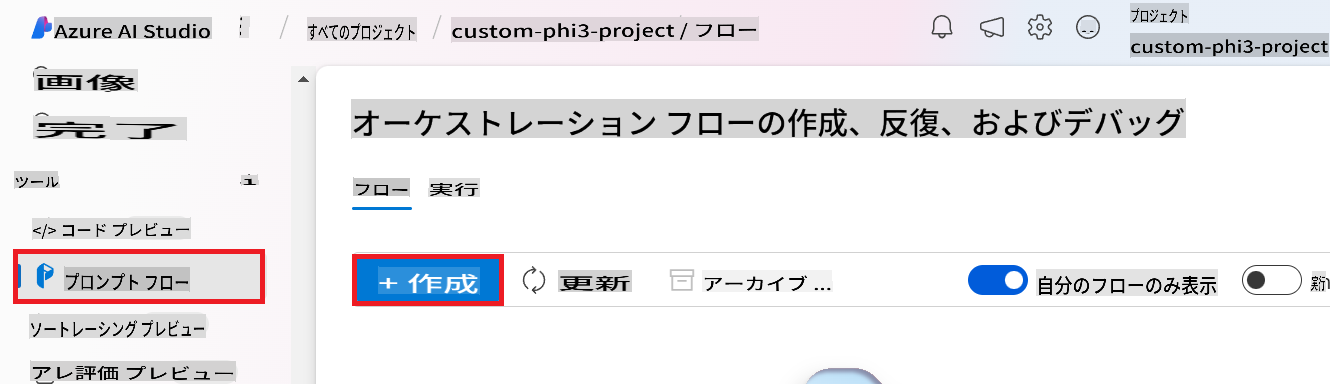 Azure AI Studio / すべてのプロジェクト / custom-phi3-project / フロー
プロジェクト
custom-phi3-project
画像
完了
オーケストレーション フローの作成、反復、およびデバッグ
ツール
フロー 実行
</> コード プレビュー
プロンプト フロー
+ 作成 更新 アーカイブ ... 自分のフローのみ表示
ソートレーシング プレビュー
アレ評価 プレビュー